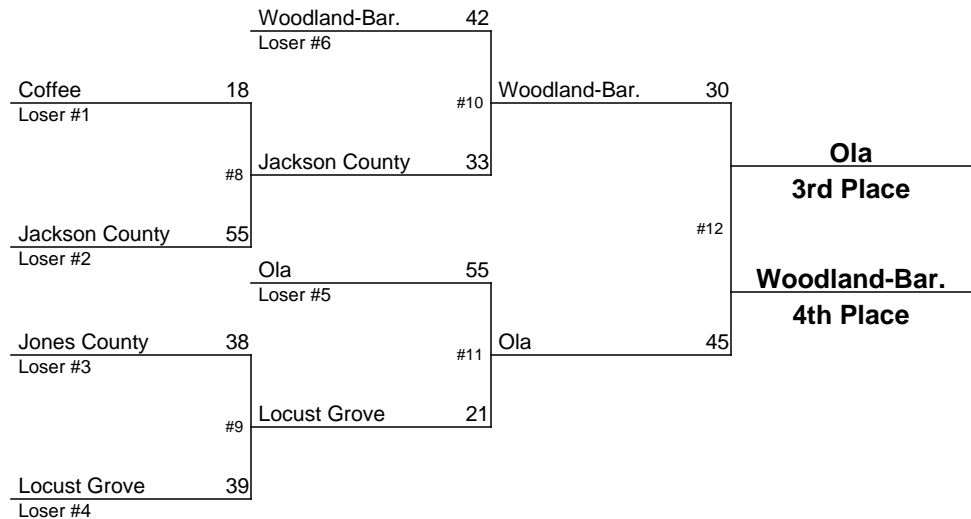 Woodland-Bar. 42
Loser #6
Coffee 18
Loser #1
#10
Woodland-Bar. 30
Ola
3rd Place
#8
Jackson County 33
Jackson County 55
Loser #2
#12
Ola 55
Loser #5
Woodland-Bar.
4th Place
Jones County 38
Loser #3
#11
Ola 45
#9
Locust Grove 21
Locust Grove 39
Loser #4